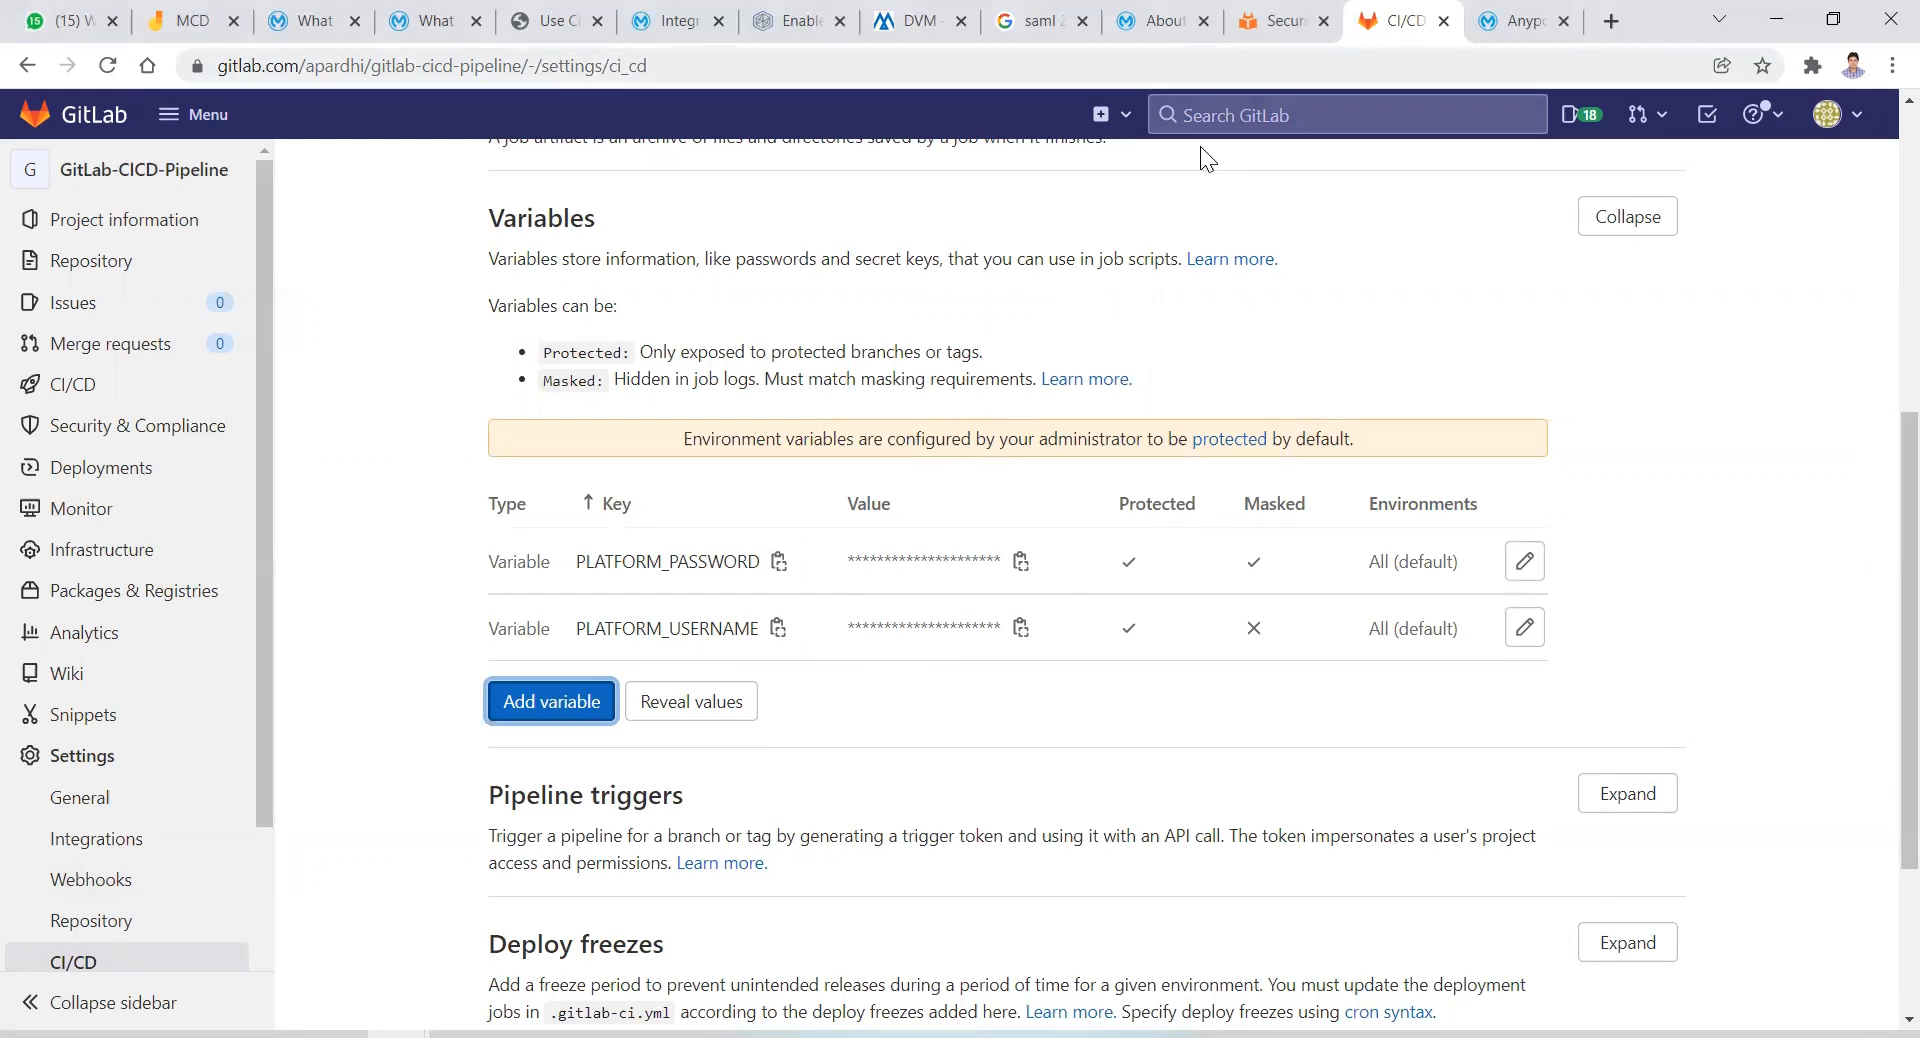 (15) W
MCD
What
What
Use C
Integr
Enable
DVM -
saml 2
About
Secur
CI/CD
Anypo
gitlab.com/apardhi/gitlab-cicd-pipeline/-/settings/ci_cd
GitLab
Menu
Search GitLab
18
A job artifact is an archive of files and directories saved by a job when it finishes.
G GitLab-CICD-Pipeline
Project information
Repository
Issues 0
Merge requests 0
CI/CD
Security & Compliance
Deployments
Monitor
Infrastructure
Packages & Registries
Analytics
Wiki
Snippets
Settings
General
Integrations
Webhooks
Repository
CI/CD
Collapse sidebar
Variables
Collapse
Variables store information, like passwords and secret keys, that you can use in job scripts. Learn more.
Variables can be:
• Protected: Only exposed to protected branches or tags.
• Masked: Hidden in job logs. Must match masking requirements. Learn more.
Environment variables are configured by your administrator to be protected by default.
Type ↑ Key Value Protected Masked Environments
Variable PLATFORM_PASSWORD ********************* ✓ ✓ All (default)
Variable PLATFORM_USERNAME ********************* ✓ ✕ All (default)
Add variable Reveal values
Pipeline triggers
Expand
Trigger a pipeline for a branch or tag by generating a trigger token and using it with an API call. The token impersonates a user's project
access and permissions. Learn more.
Deploy freezes
Expand
Add a freeze period to prevent unintended releases during a period of time for a given environment. You must update the deployment
jobs in .gitlab-ci.yml according to the deploy freezes added here. Learn more. Specify deploy freezes using cron syntax.